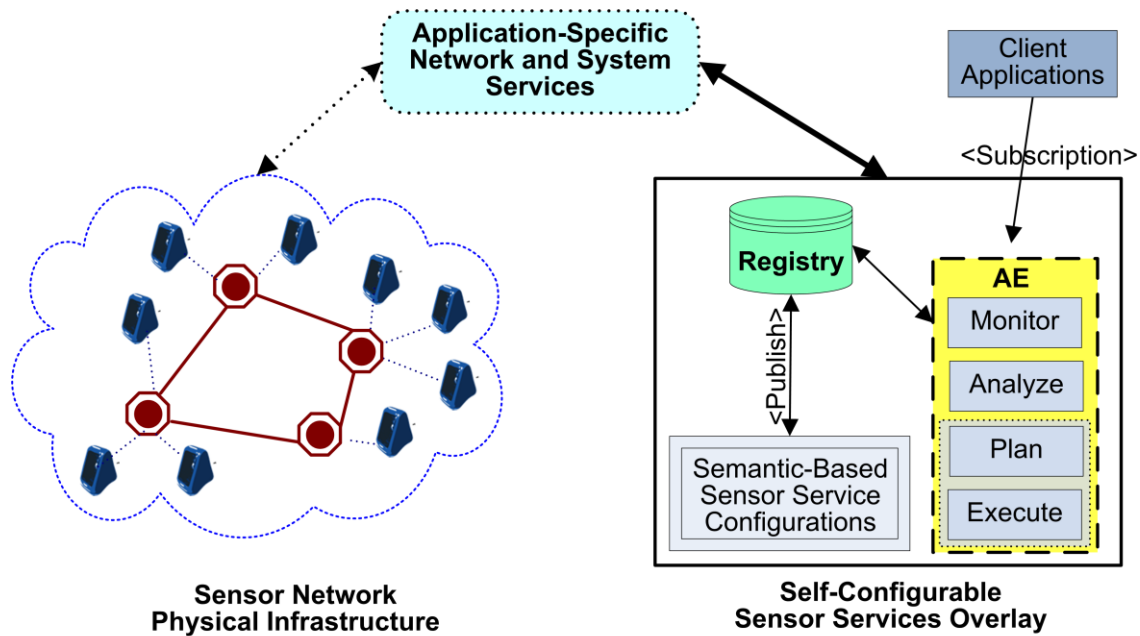 Application-Specific
Network and System
Services
Client
Applications
<Subscription>
Registry
<Publish>
AE
Monitor
Analyze
Plan
Execute
Semantic-Based
Sensor Service
Configurations
Sensor Network
Physical Infrastructure
Self-Configurable
Sensor Services Overlay